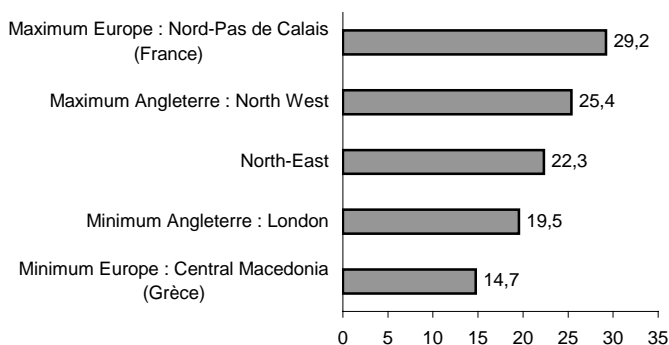 Maximum Europe : Nord-Pas de Calais
(France)
29,2
Maximum Angleterre : North West
25,4
North-East
22,3
Minimum Angleterre : London
19,5
Minimum Europe : Central Macedonia
(Grèce)
14,7
0 5 10 15 20 25 30 35